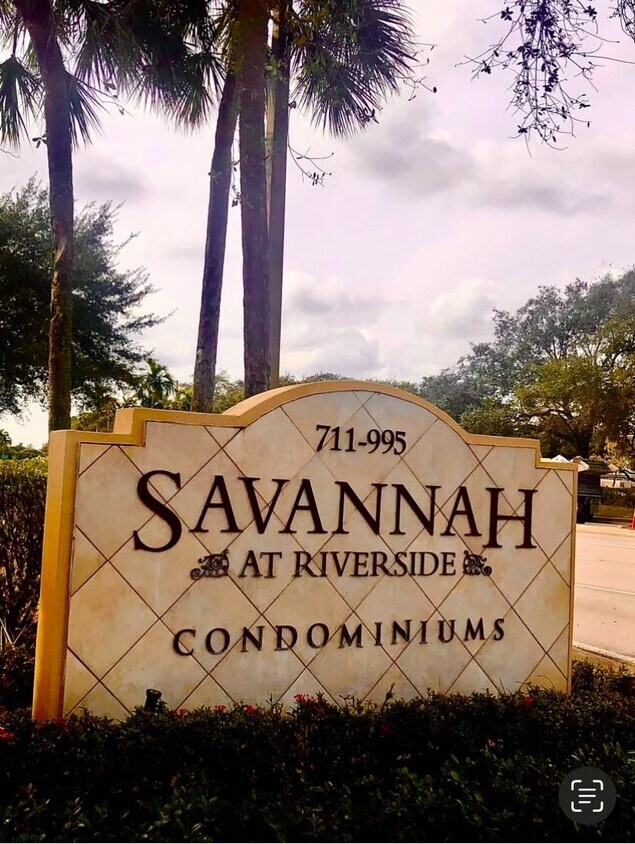 711-995
SAVANNAH
AT RIVERSIDE
CONDOMINIUMS